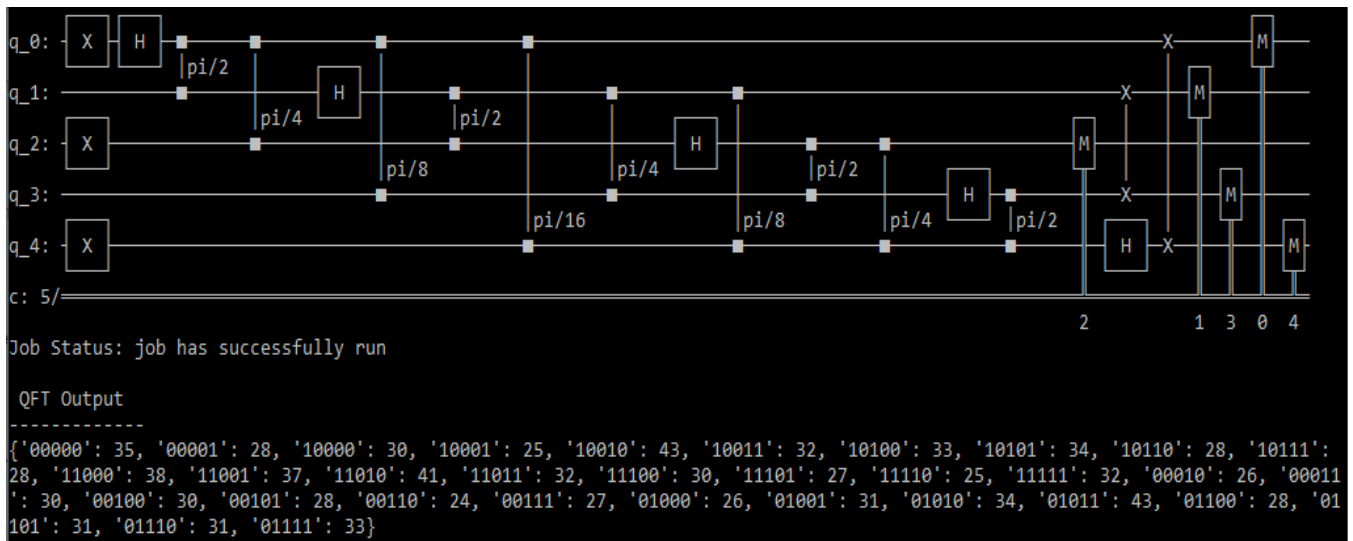 q_0: X H X M
pi/2
q_1: H X M
pi/4 pi/2
q_2: X H M
pi/8 pi/4 pi/2
q_3: H X M
pi/16 pi/8 pi/4 pi/2
q_4: X H X M
c: 5/
2 1 3 0 4
Job Status: job has successfully run
QFT Output
-------------
{'00000': 35, '00001': 28, '10000': 30, '10001': 25, '10010': 43, '10011': 32, '10100': 33, '10101': 34, '10110': 28, '10111':
28, '11000': 38, '11001': 37, '11010': 41, '11011': 32, '11100': 30, '11101': 27, '11110': 25, '11111': 32, '00010': 26, '00011
': 30, '00100': 30, '00101': 28, '00110': 24, '00111': 27, '01000': 26, '01001': 31, '01010': 34, '01011': 43, '01100': 28, '01
101': 31, '01110': 31, '01111': 33}